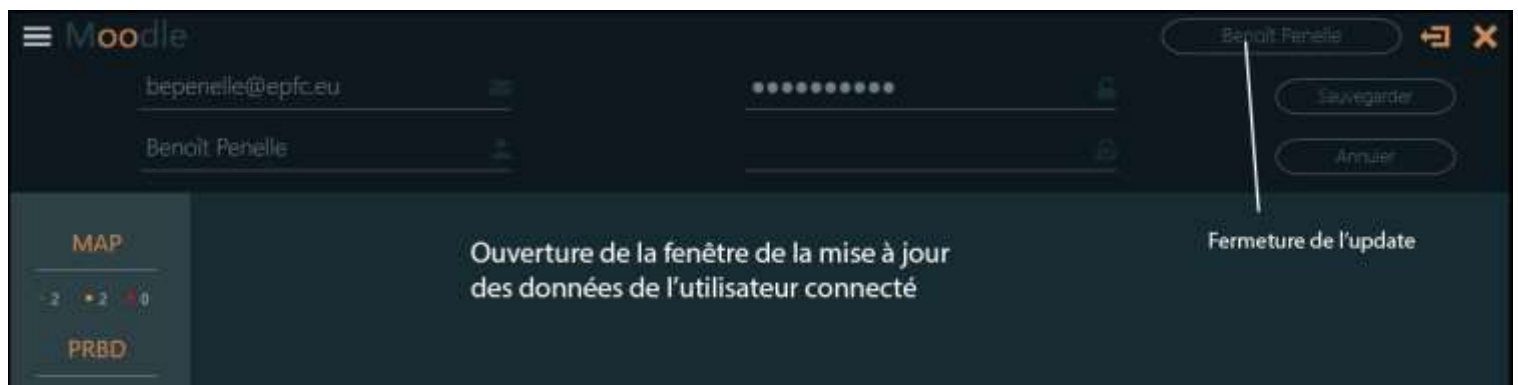 Moodle
Benoît Penelle
bepenelle@epfc.eu
••••••••••
Sauvegarder
Benoît Penelle
Annuler
MAP
Ouverture de la fenêtre de la mise à jour
des données de l'utilisateur connecté
Fermeture de l'update
2 2 0
PRBD